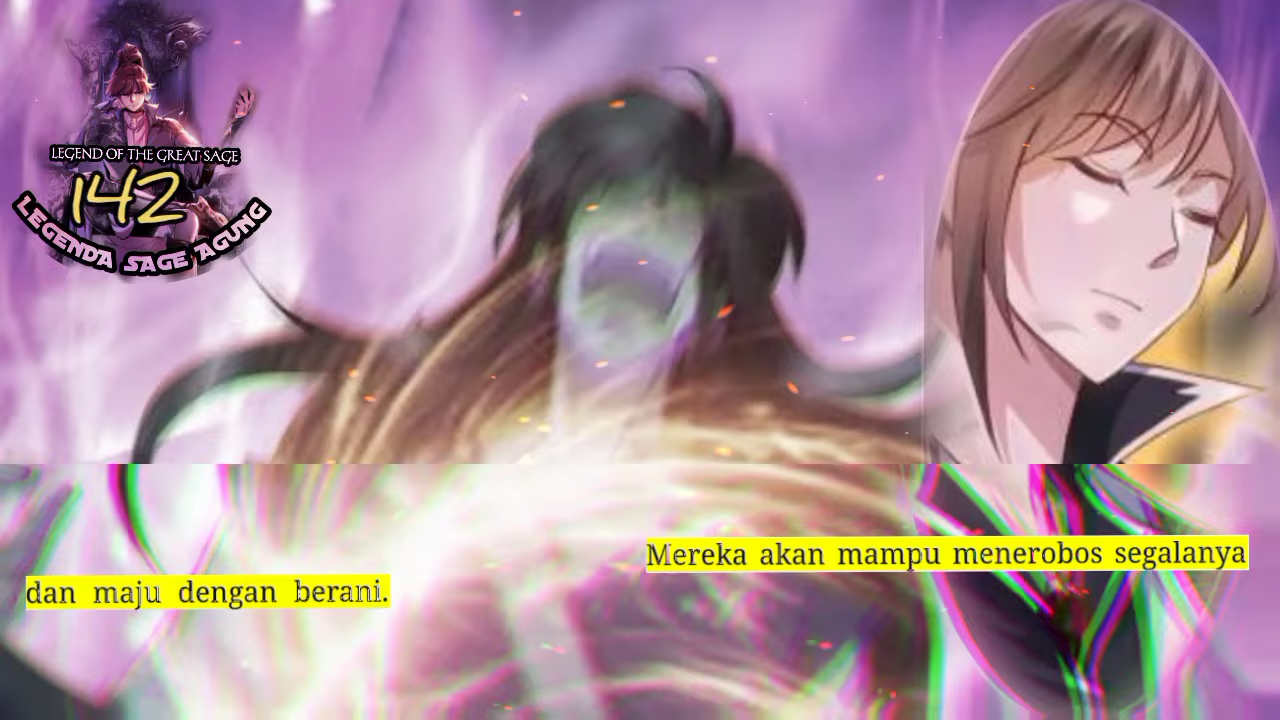 LEGEND OF THE GREAT SAGE
142
LEGENDA SAGE AGUNG
Mereka akan mampu menerobos segalanya
dan maju dengan berani.